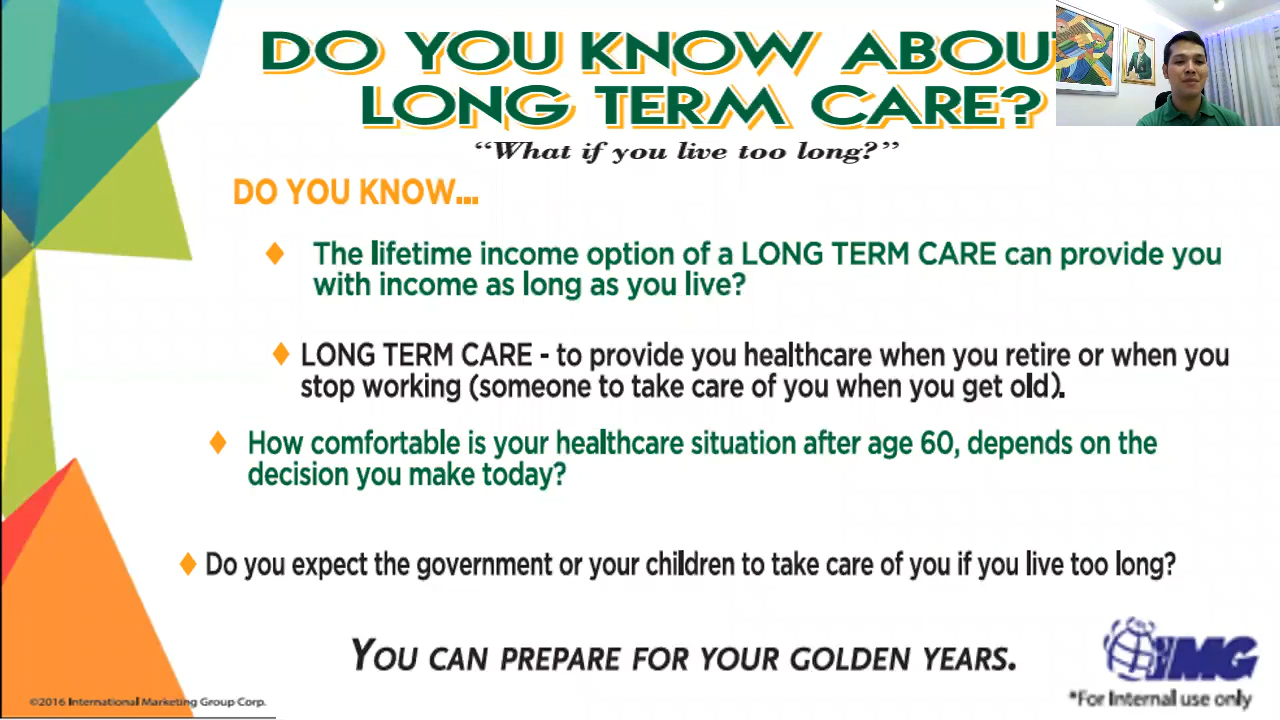 DO YOU KNOW ABOU
LONG TERM CARE?
“What if you live too long?”
DO YOU KNOW...
The lifetime income option of a LONG TERM CARE can provide you
with income as long as you live?
LONG TERM CARE - to provide you healthcare when you retire or when you
stop working (someone to take care of you when you get old).
How comfortable is your healthcare situation after age 60, depends on the
decision you make today?
Do you expect the government or your children to take care of you if you live too long?
YOU CAN PREPARE FOR YOUR GOLDEN YEARS.
IMG
©2016 International Marketing Group Corp.
*For Internal use only